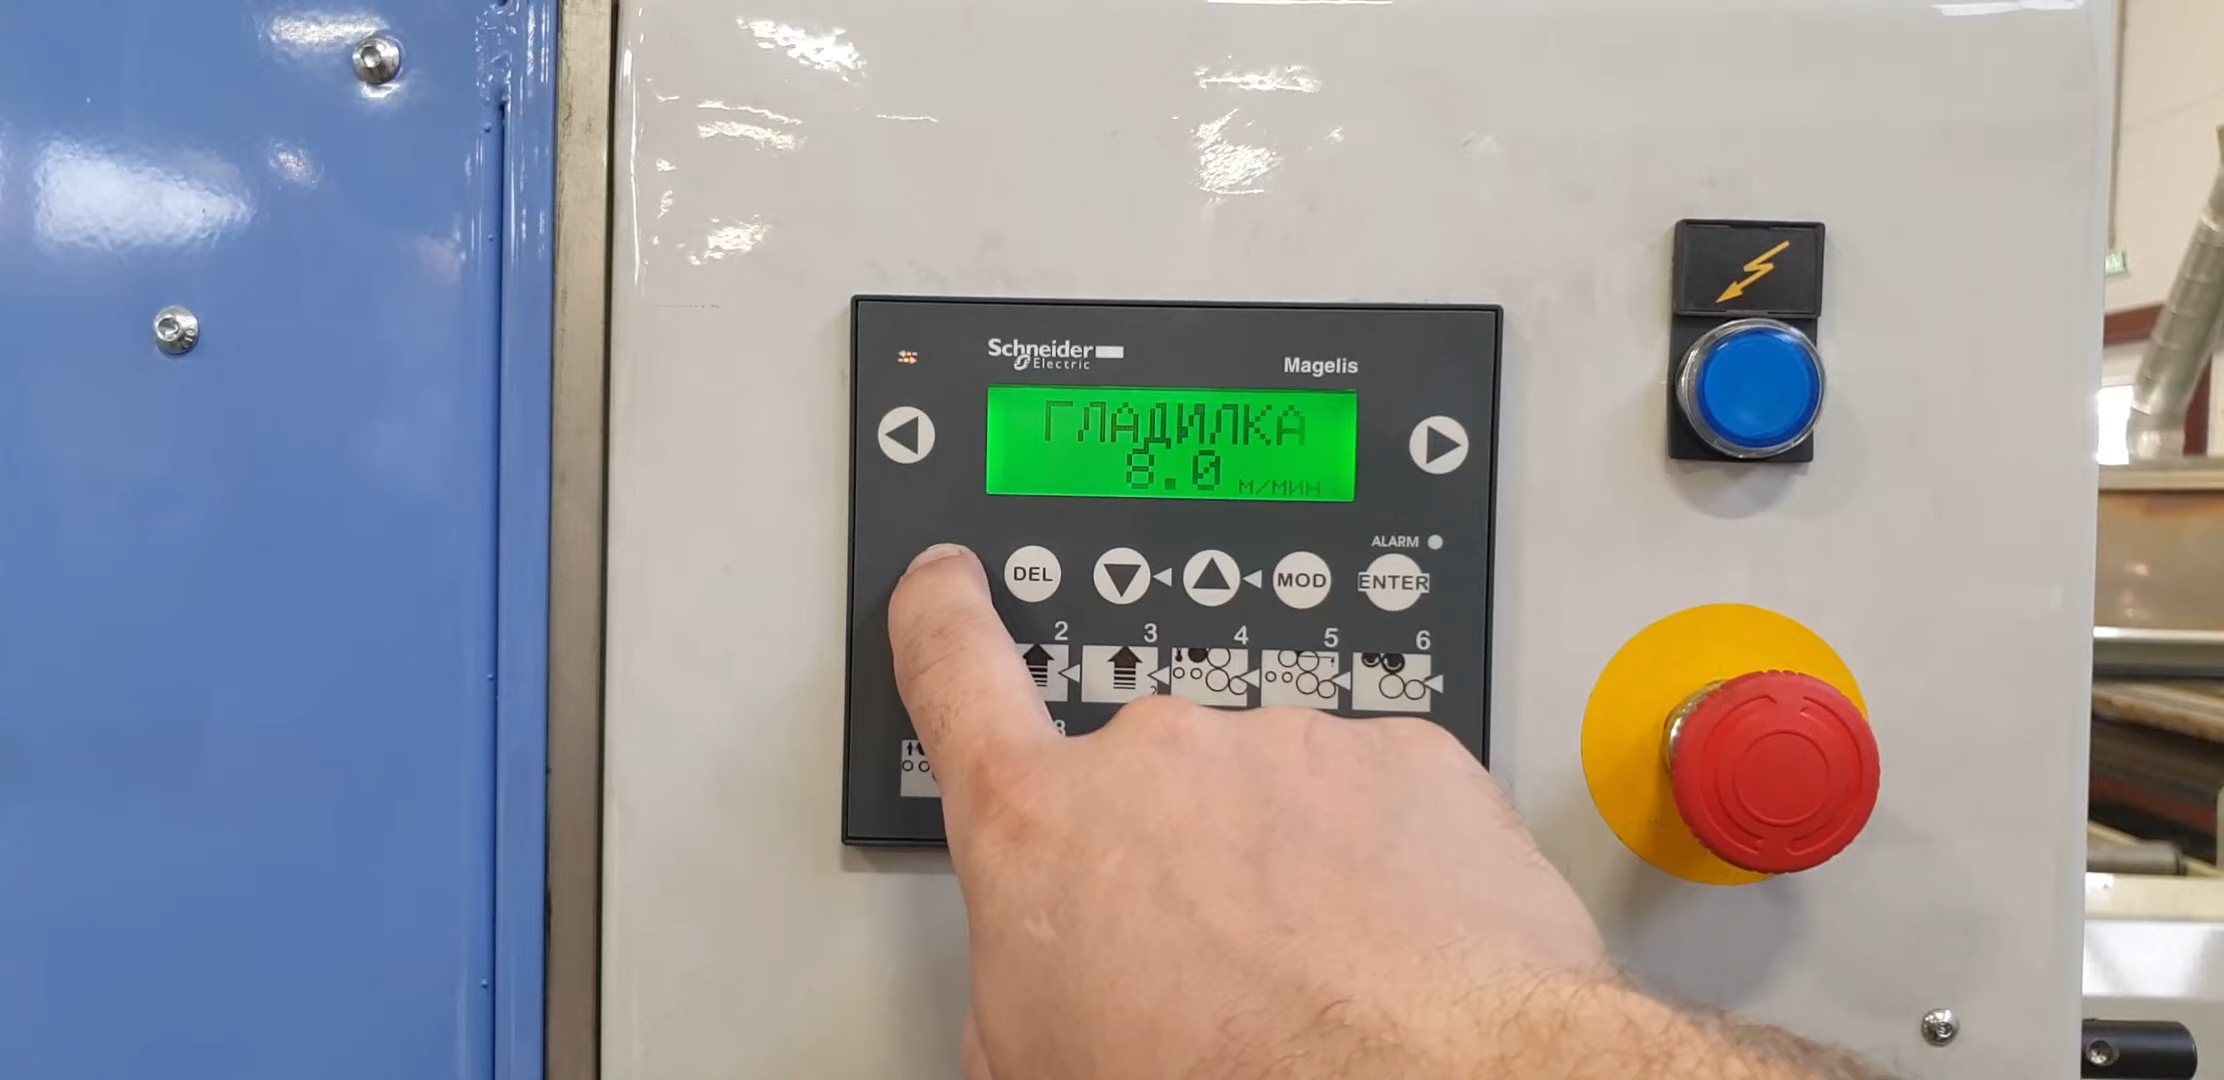 Schneider
Electric
Magelis
ГЛАДИЛКА
8.0 м/мин
ALARM
DEL
MOD
ENTER
2 3 4 5 6